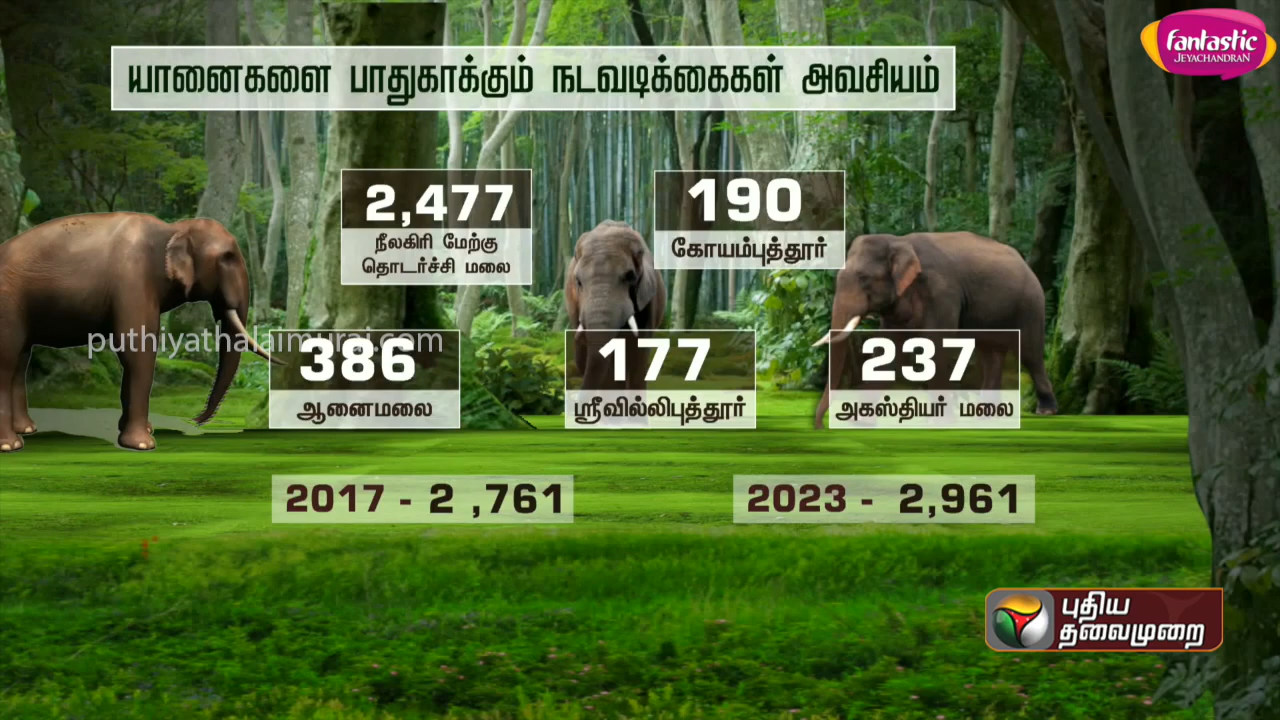 fantastic
JEYACHANDRAN
யானைகளை பாதுகாக்கும் நடவடிக்கைகள் அவசியம்
2,477
நீலகிரி மேற்கு
தொடர்ச்சி மலை
190
கோயம்புத்தூர்
puthiyathalaimurai.com
386
ஆனைமலை
177
ஸ்ரீவில்லிபுத்தூர்
237
அகஸ்தியர் மலை
2017 - 2 ,761
2023 - 2,961
புதிய
தலைமுறை